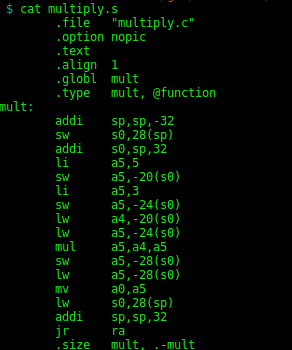 $ cat multiply.s
.file "multiply.c"
.option nopic
.text
.align 1
.globl mult
.type mult, @function
mult:
addi sp,sp,-32
sw s0,28(sp)
addi s0,sp,32
li a5,5
sw a5,-20(s0)
li a5,3
sw a5,-24(s0)
lw a4,-20(s0)
lw a5,-24(s0)
mul a5,a4,a5
sw a5,-28(s0)
lw a5,-28(s0)
mv a0,a5
lw s0,28(sp)
addi sp,sp,32
jr ra
.size mult, .-mult